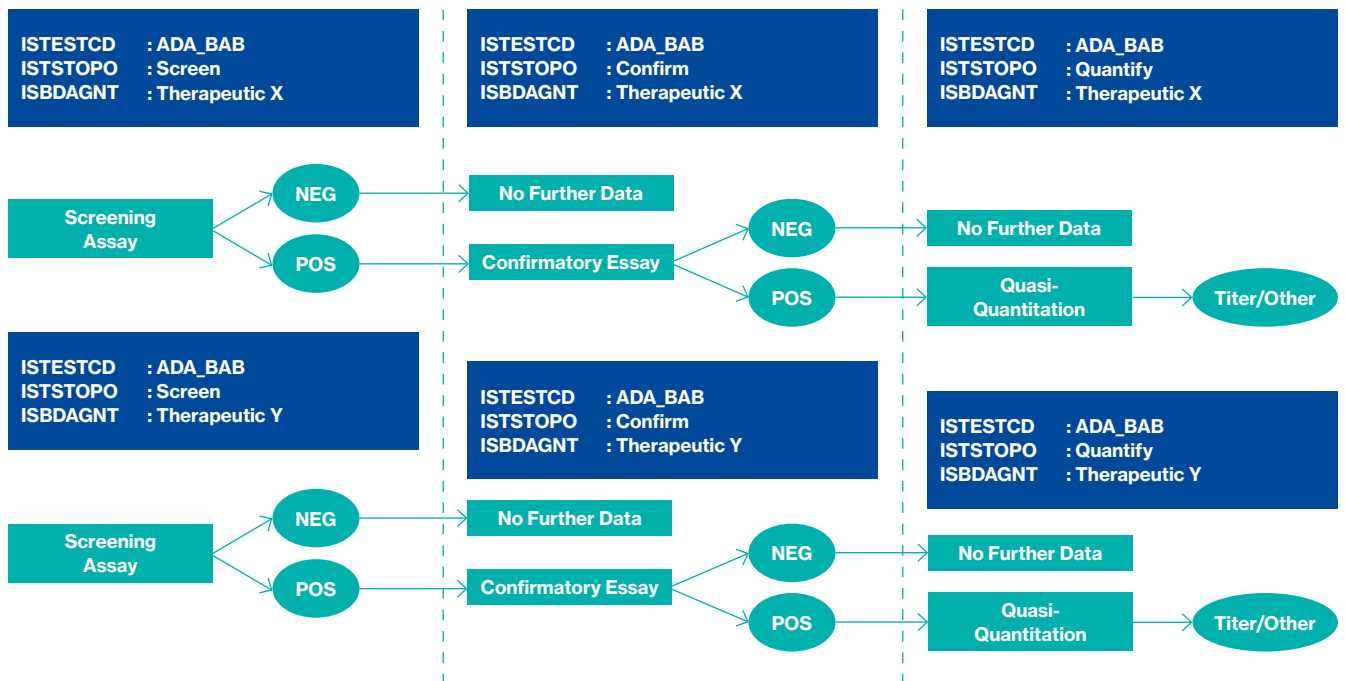 ISTESTCD : ADA_BAB
ISTSTOPO : Screen
ISBDAGNT : Therapeutic X
ISTESTCD : ADA_BAB
ISTSTOPO : Confirm
ISBDAGNT : Therapeutic X
ISTESTCD : ADA_BAB
ISTSTOPO : Quantify
ISBDAGNT : Therapeutic X
Screening
Assay
NEG
POS
No Further Data
Confirmatory Essay
NEG
POS
No Further Data
Quasi-
Quantitation
Titer/Other
ISTESTCD : ADA_BAB
ISTSTOPO : Screen
ISBDAGNT : Therapeutic Y
ISTESTCD : ADA_BAB
ISTSTOPO : Confirm
ISBDAGNT : Therapeutic Y
ISTESTCD : ADA_BAB
ISTSTOPO : Quantify
ISBDAGNT : Therapeutic Y
Screening
Assay
NEG
POS
No Further Data
Confirmatory Essay
NEG
POS
No Further Data
Quasi-
Quantitation
Titer/Other